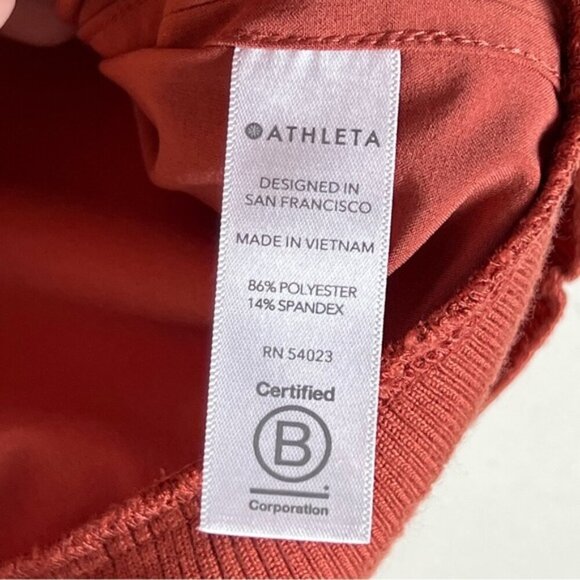 ATHLETA
DESIGNED IN
SAN FRANCISCO
MADE IN VIETNAM
86% POLYESTER
14% SPANDEX
RN 54023
Certified
B
Corporation